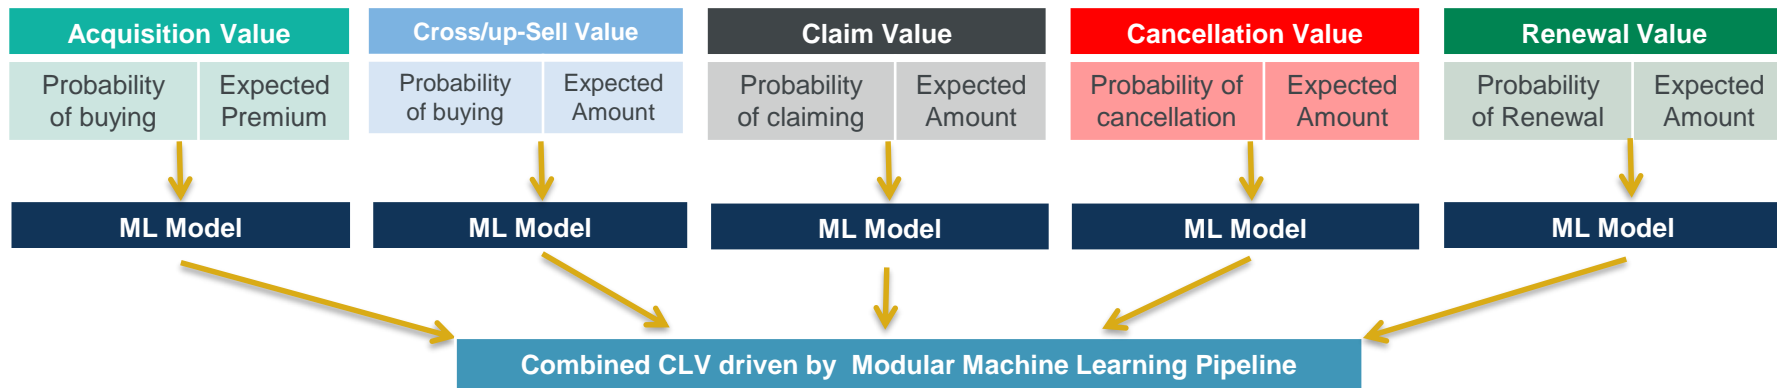 Acquisition Value
Cross/up-Sell Value
Claim Value
Cancellation Value
Renewal Value
Probability
of buying
Expected
Premium
Probability
of buying
Expected
Amount
Probability
of claiming
Expected
Amount
Probability of
cancellation
Expected
Amount
Probability
of Renewal
Expected
Amount
ML Model
ML Model
ML Model
ML Model
ML Model
Combined CLV driven by Modular Machine Learning Pipeline